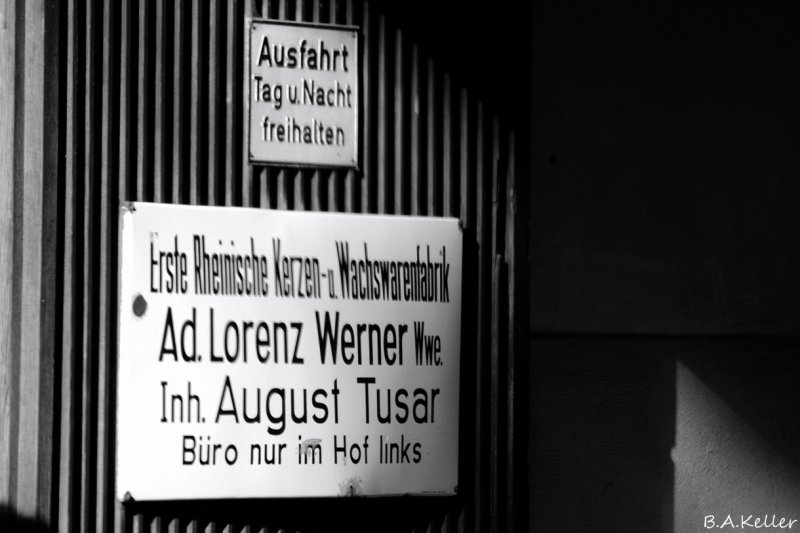 Ausfahrt
Tag u. Nacht
freihalten
Erste Rheinische Kerzen- u. Wachswarenfabrik
Ad. Lorenz Werner Wwe.
Inh. August Tusar
Büro nur im Hof links
B.A.Keller